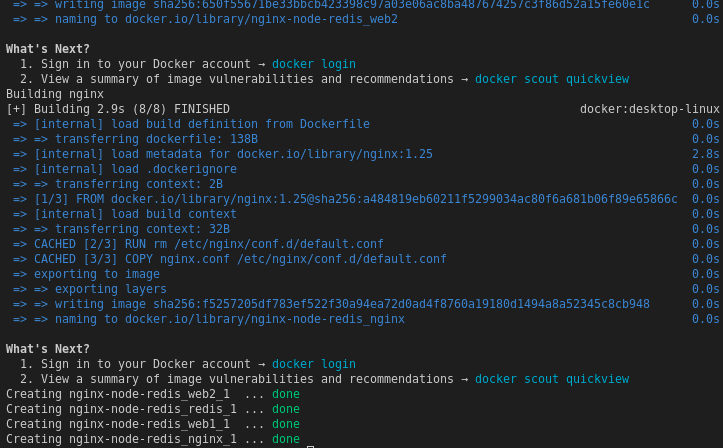 => => writing image sha256:650f55671be33bbcb423398c97a03e06ac8ba487674257c3f86d52a15fe60e1c 0.0s
=> => naming to docker.io/library/nginx-node-redis_web2 0.0s
What's Next?
1. Sign in to your Docker account → docker login
2. View a summary of image vulnerabilities and recommendations → docker scout quickview
Building nginx
[+] Building 2.9s (8/8) FINISHED docker:desktop-linux
=> [internal] load build definition from Dockerfile 0.0s
=> => transferring dockerfile: 138B 0.0s
=> [internal] load metadata for docker.io/library/nginx:1.25 2.8s
=> [internal] load .dockerignore 0.0s
=> => transferring context: 2B 0.0s
=> [1/3] FROM docker.io/library/nginx:1.25@sha256:a484819eb60211f5299034ac80f6a681b06f89e65866c 0.0s
=> [internal] load build context 0.0s
=> => transferring context: 32B 0.0s
=> CACHED [2/3] RUN rm /etc/nginx/conf.d/default.conf 0.0s
=> CACHED [3/3] COPY nginx.conf /etc/nginx/conf.d/default.conf 0.0s
=> exporting to image 0.0s
=> => exporting layers 0.0s
=> => writing image sha256:f5257205df783ef522f30a94ea72d0ad4f8760a19180d1494a8a52345c8cb948 0.0s
=> => naming to docker.io/library/nginx-node-redis_nginx 0.0s
What's Next?
1. Sign in to your Docker account → docker login
2. View a summary of image vulnerabilities and recommendations → docker scout quickview
Creating nginx-node-redis_web2_1 ... done
Creating nginx-node-redis_redis_1 ... done
Creating nginx-node-redis_web1_1 ... done
Creating nginx-node-redis_nginx_1 ... done